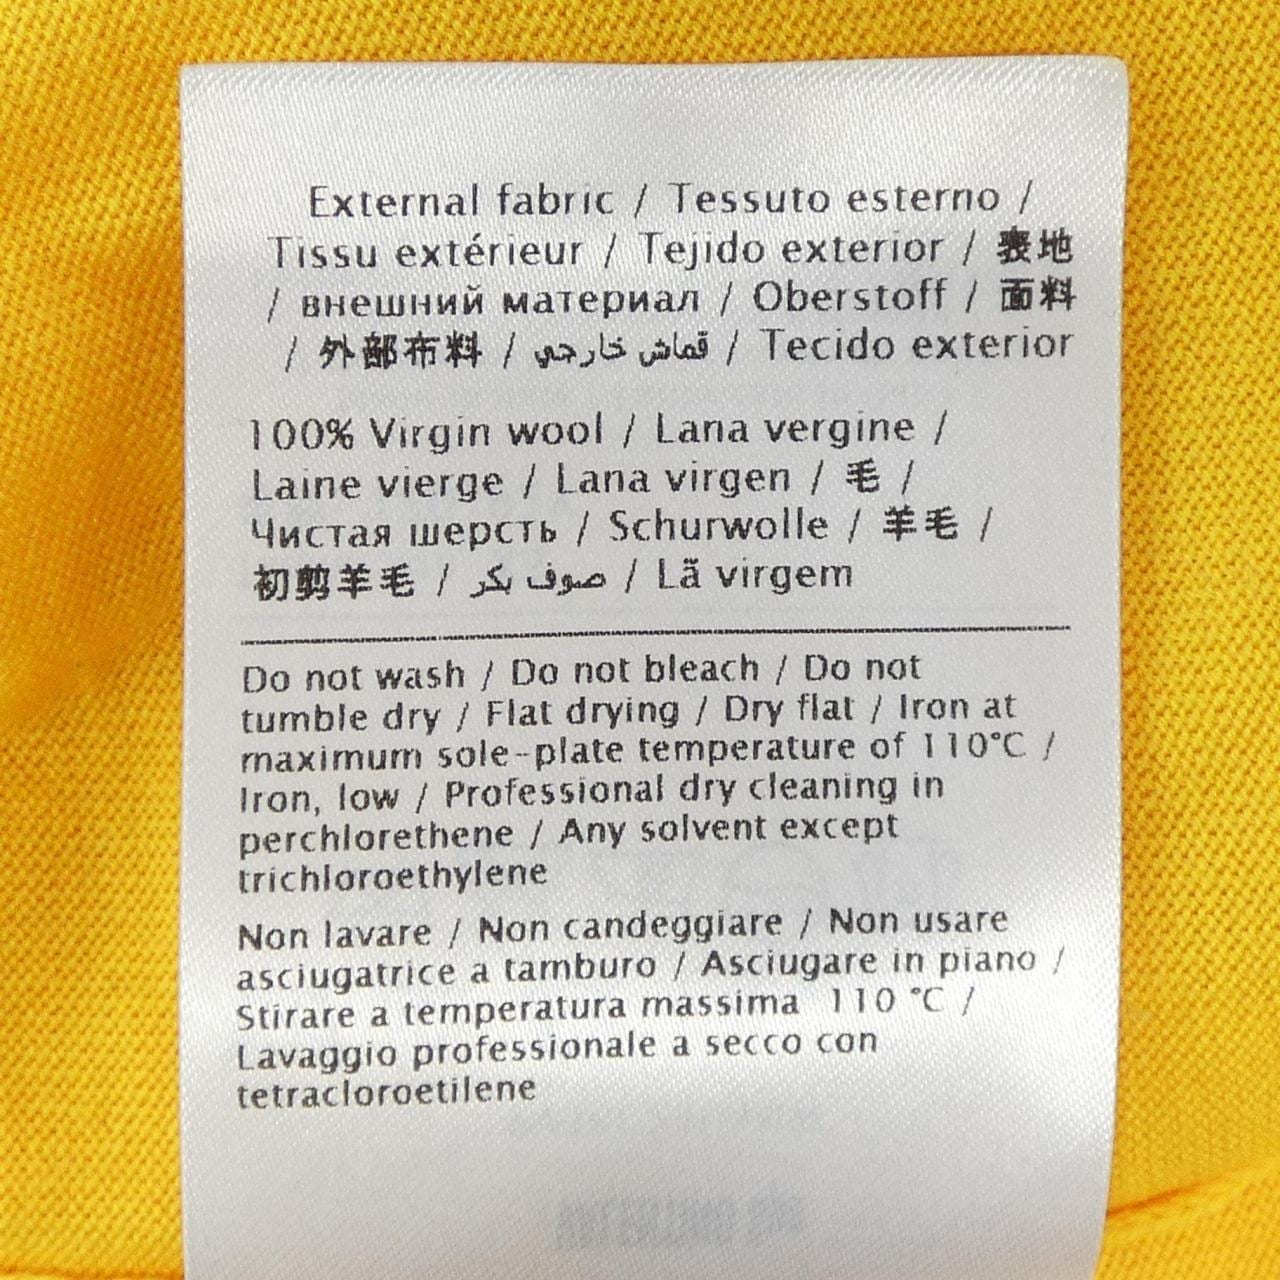 External fabric / Tessuto esterno /
Tissu extérieur / Tejido exterior / 表地
/ внешний материал / Oberstoff / 面料
/ 外部布料 / قماش خارجي / Tecido exterior
100% Virgin wool / Lana vergine /
Laine vierge / Lana virgen / 毛 /
Чистая шерсть / Schurwolle / 羊毛 /
初剪羊毛 / صوف بكر / Lã virgem
Do not wash / Do not bleach / Do not
tumble dry / Flat drying / Dry flat / Iron at
maximum sole-plate temperature of 110°C /
Iron, low / Professional dry cleaning in
perchlorethene / Any solvent except
trichloroethylene
Non lavare / Non candeggiare / Non usare
asciugatrice a tamburo / Asciugare in piano /
Stirare a temperatura massima 110 °C /
Lavaggio professionale a secco con
tetracloroetilene